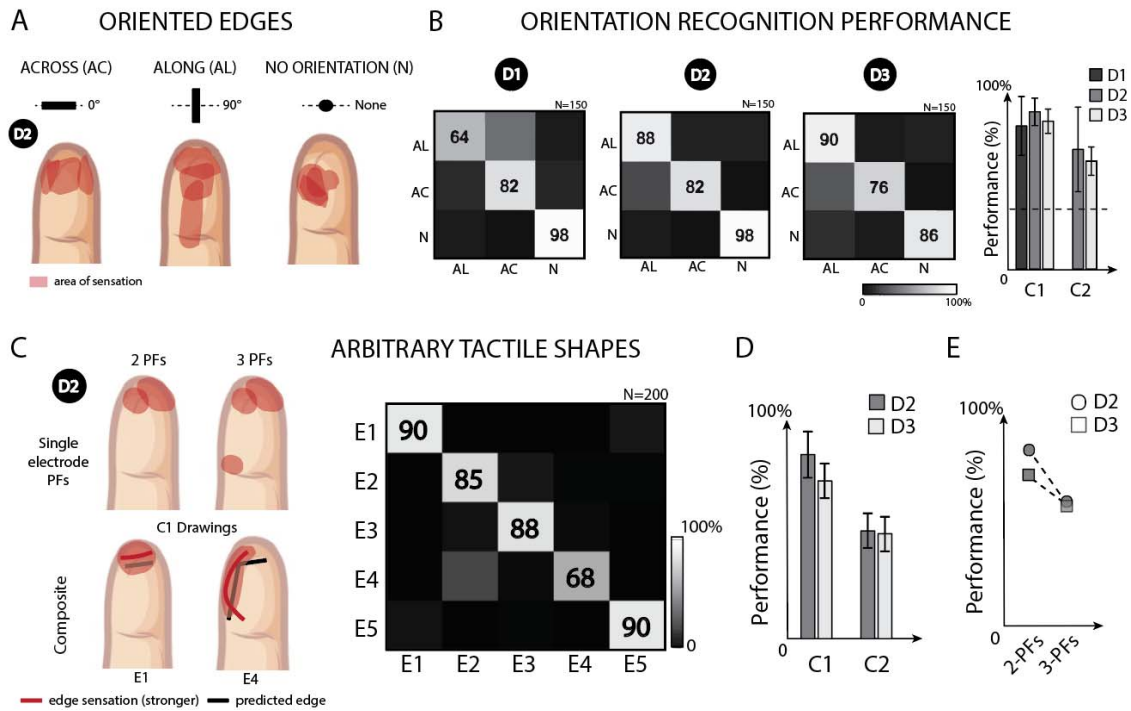 A
ORIENTED EDGES
ACROSS (AC)
0°
ALONG (AL)
90°
NO ORIENTATION (N)
None
D2
area of sensation
B
ORIENTATION RECOGNITION PERFORMANCE
D1
N=150
AL
64
AC
82
N
98
AL AC N
D2
N=150
AL
88
AC
82
N
98
AL AC N
D3
N=150
AL
90
AC
76
N
86
AL AC N
0 100%
100%
Performance (%)
0
C1 C2
D1
D2
D3
C
D2
2 PFs
3 PFs
Single
electrode
PFs
C1 Drawings
Composite
E1
E4
edge sensation (stronger)
predicted edge
ARBITRARY TACTILE SHAPES
N=200
E1
90
E2
85
E3
88
E4
68
E5
90
E1 E2 E3 E4 E5
100%
0
D
100%
Performance (%)
0
C1 C2
D2
D3
E
100%
Performance (%)
0
2-PFs
3-PFs
D2
D3